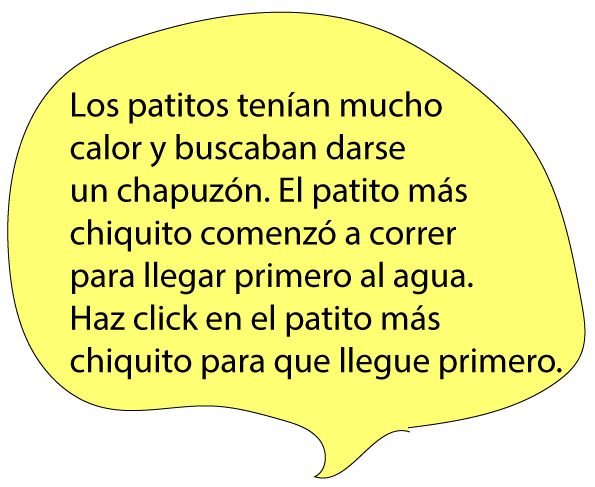 Los patitos tenían mucho
calor y buscaban darse
un chapuzón. El patito más
chiquito comenzó a correr
para llegar primero al agua.
Haz click en el patito más
chiquito para que llegue primero.